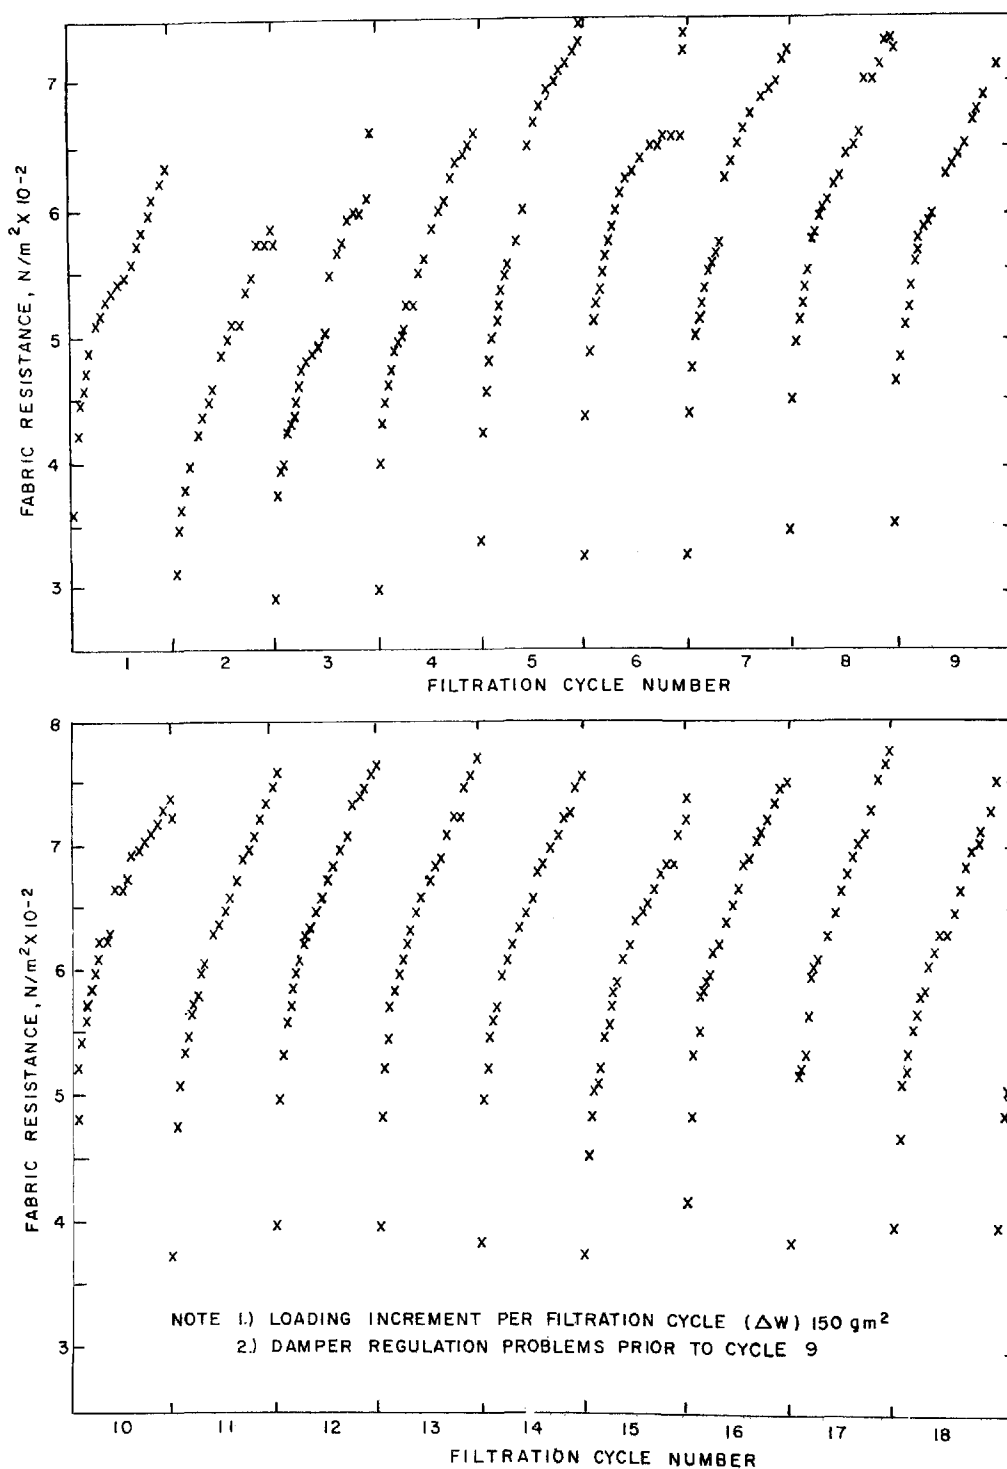 7
6
5
4
3
FABRIC RESISTANCE, N/m² X 10-2
1 2 3 4 5 6 7 8 9
FILTRATION CYCLE NUMBER
8
7
6
5
4
3
FABRIC RESISTANCE, N/m² X 10-2
NOTE 1.) LOADING INCREMENT PER FILTRATION CYCLE (ΔW) 150 gm²
2.) DAMPER REGULATION PROBLEMS PRIOR TO CYCLE 9
10 11 12 13 14 15 16 17 18
FILTRATION CYCLE NUMBER